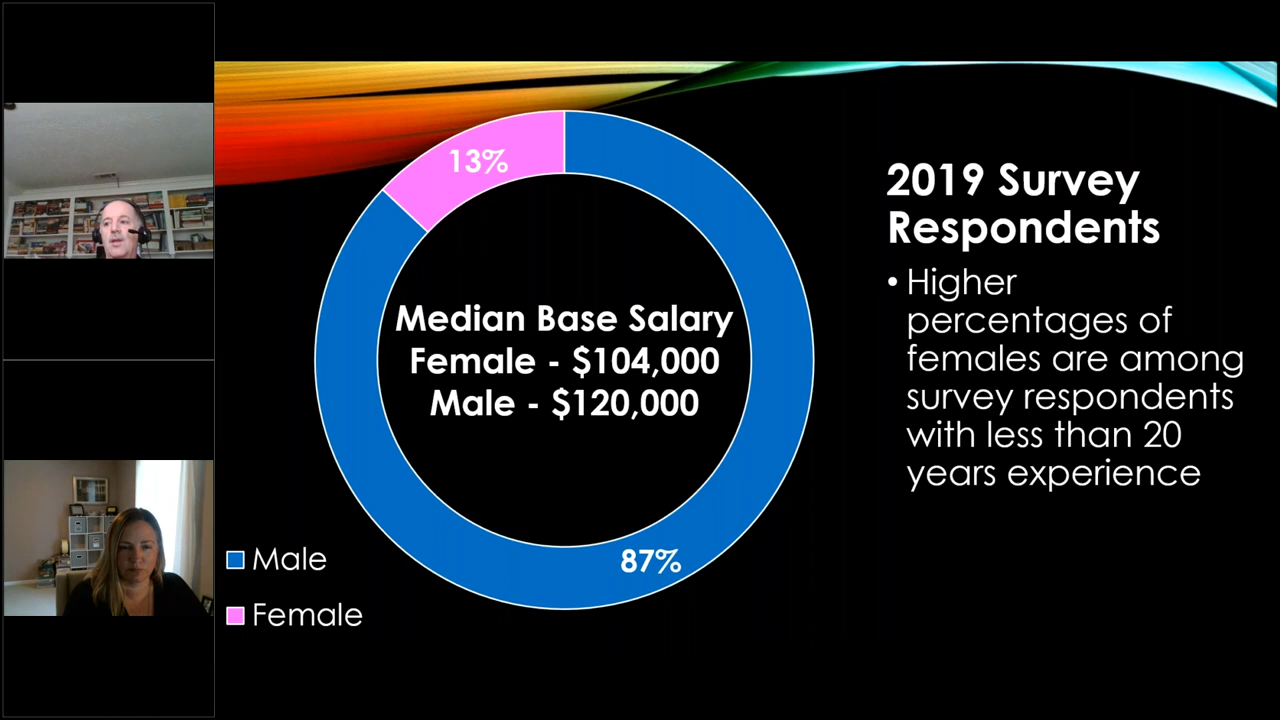 13%
Median Base Salary
Female - $104,000
Male - $120,000
87%
Male
Female
2019 Survey
Respondents
• Higher
percentages of
females are among
survey respondents
with less than 20
years experience